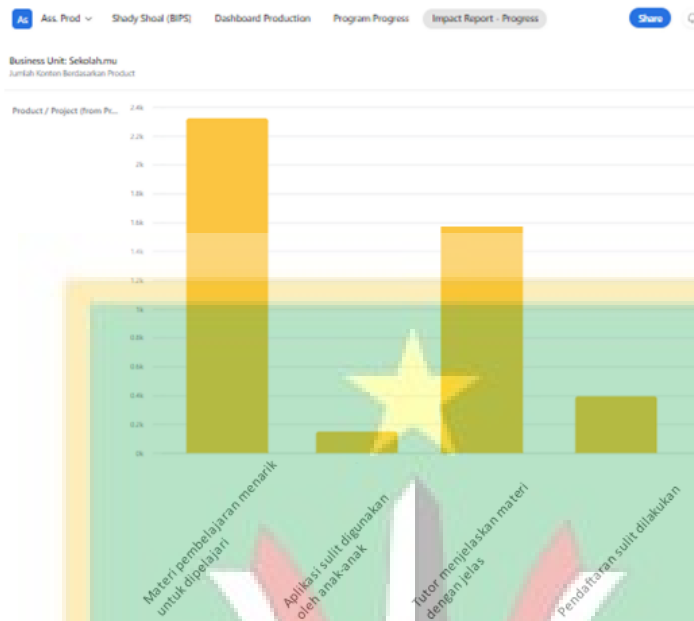 As Ass. Prod Shady Shoal (BIPS) Dashboard Production Program Progress Impact Report - Progress Share
Business Unit: Sekolah.mu
Jumlah Konten Berdasarkan Product
Product / Project (from Pr...
2.4k
2.2k
2k
1.8k
1.6k
1.4k
1.2k
1k
0.8k
0.6k
0.4k
0.2k
0k
Materi pembelajaran menarik
untuk dipelajari
Aplikasi sulit digunakan
oleh anak-anak
Tutor menjelaskan materi
dengan jelas
Pendaftaran sulit dilakukan